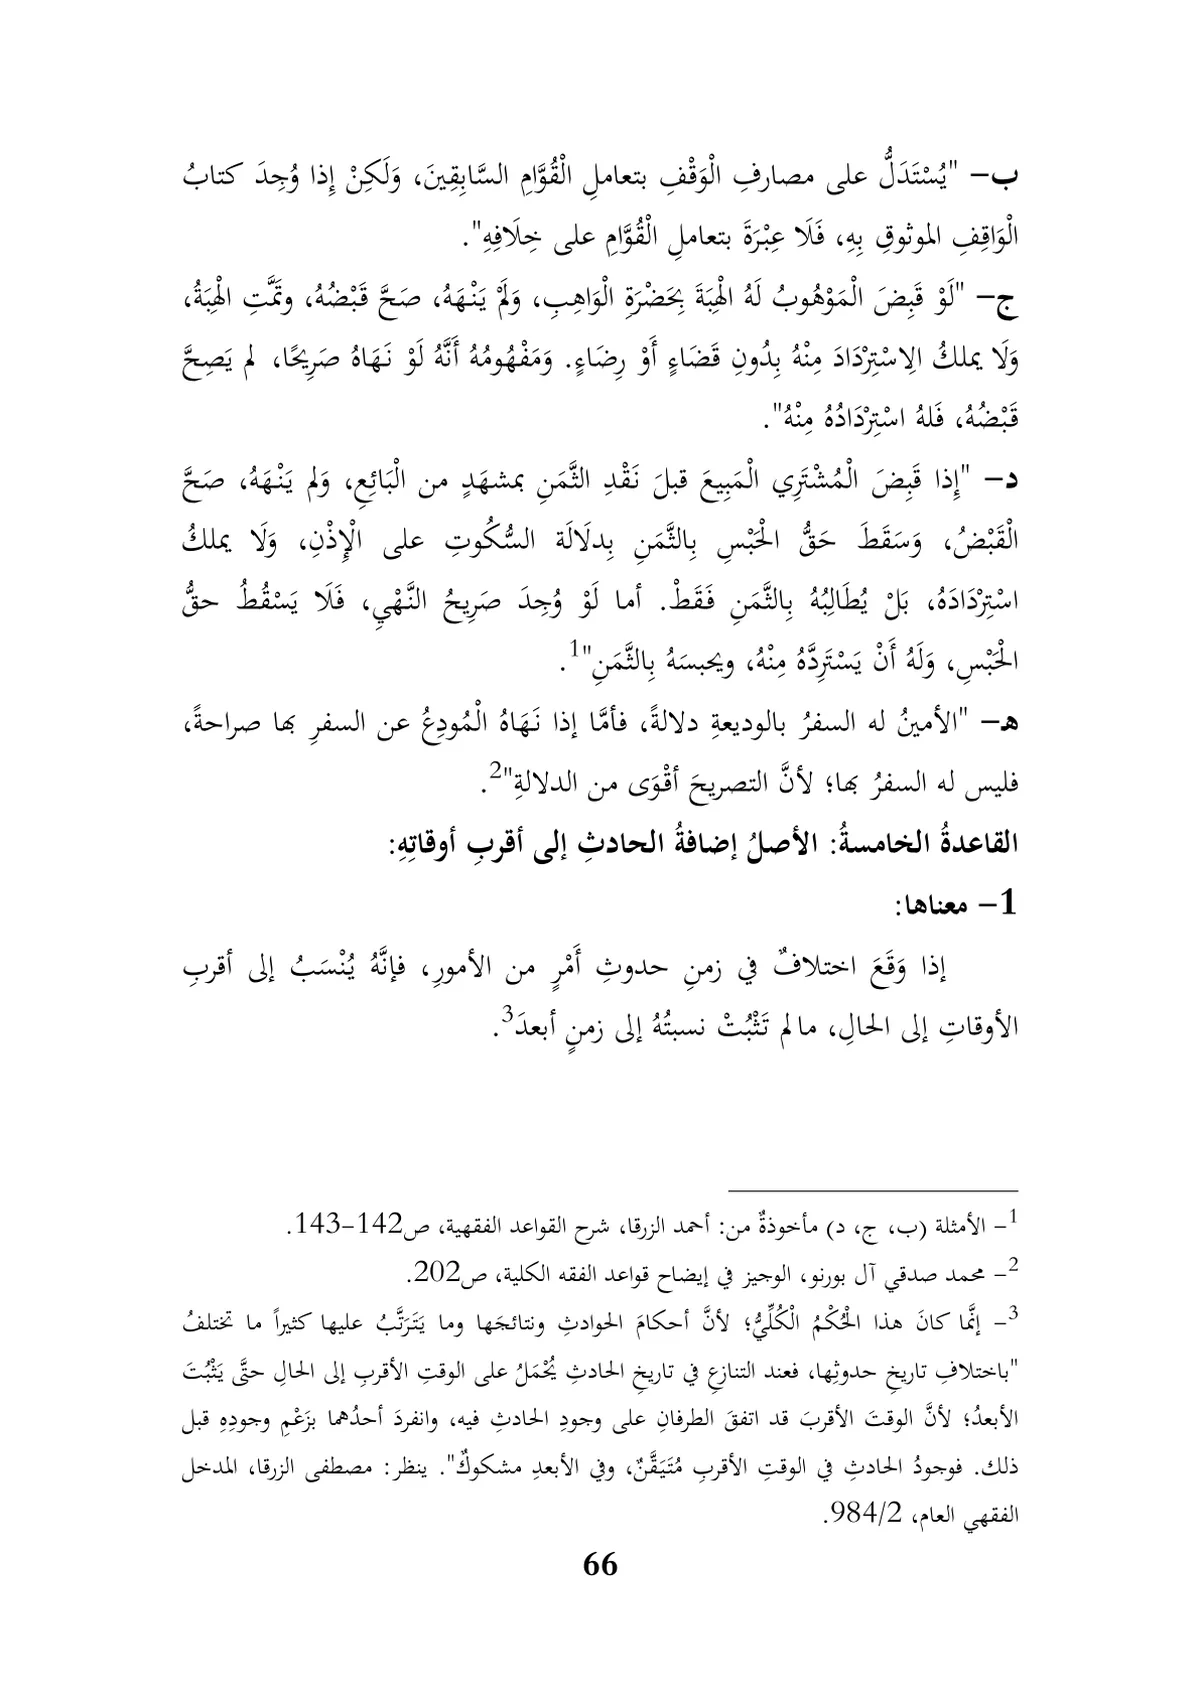 ب- "يُسْتَدَلُّ على مصارفِ الْوَقْفِ بتعاملِ الْقُوَّامِ السَّابِقِينَ، وَلَكِنْ إِذا وُجِدَ كتابُ
الْوَاقِفِ الموثوقِ بِهِ، فَلَا عِبْرَةَ بتعاملِ الْقُوَّامِ على خِلَافِهِ".
ج- "لَوْ قَبِضَ الْمَوْهُوبُ لَهُ الْهِبَةَ بِحَضْرَةِ الْوَاهِبِ، وَلَمْ يَنْهَهُ، صَحَّ قَبْضُهُ، وتَمَّتِ الْهِبَةُ،
وَلَا يملكُ الِاسْتِرْدَادَ مِنْهُ بِدُونِ قَضَاءٍ أَوْ رِضَاءٍ. وَمَفْهُومُهُ أَنَّهُ لَوْ نَهَاهُ صَرِيحًا، لم يَصِحَّ
قَبْضُهُ، فَلهُ اسْتِرْدَادُهُ مِنْهُ".
د- "إِذا قَبِضَ الْمُشْتَرِي الْمَبِيعَ قبلَ نَقْدِ الثَّمَنِ بمشهَدٍ من الْبَائِعِ، وَلم يَنْهَهُ، صَحَّ
الْقَبْضُ، وَسَقَطَ حَقُّ الْحَبْسِ بِالثَّمَنِ بِدلَالَة السُّكُوتِ على الْإِذْنِ، وَلَا يملكُ
اسْتِرْدَادَهُ، بَلْ يُطَالِبُهُ بِالثَّمَنِ فَقَطْ. أما لَوْ وُجِدَ صَرِيحُ النَّهْيِ، فَلَا يَسْقُطُ حقُّ
الْحَبْسِ، وَلَهُ أَنْ يَسْتَرِدَّهُ مِنْهُ، ويحبسَهُ بِالثَّمَنِ"1.
هـ- "الأمينُ له السفرُ بالوديعةِ دلالةً، فأمَّا إذا نَهَاهُ الْمُودِعُ عن السفرِ بها صراحةً،
فليس له السفرُ بها؛ لأنَّ التصريحَ أقْوَى من الدلالةِ"2.
القاعدةُ الخامسةُ: الأصلُ إضافةُ الحادثِ إلى أقربِ أوقاتِهِ:
1- معناها:
إذا وَقَعَ اختلافٌ في زمنِ حدوثِ أَمْرٍ من الأمورِ، فإنَّهُ يُنْسَبُ إلى أقربِ
الأوقاتِ إلى الحالِ، مالم تَثْبُتْ نسبتُهُ إلى زمنٍ أبعدَ3.
1- الأمثلة (ب، ج، د) مأخوذةٌ من: أحمد الزرقا، شرح القواعد الفقهية، ص142-143.
2- محمد صدقي آل بورنو، الوجيز في إيضاح قواعد الفقه الكلية، ص202.
3- إنَّما كانَ هذا الْحُكْمُ الْكُلِّيُّ؛ لأنَّ أحكامَ الحوادثِ ونتائجَها وما يَتَرَتَّبُ عليها كثيراً ما تختلفُ
"باختلافِ تاريخِ حدوثِها، فعند التنازعِ في تاريخِ الحادثِ يُحْمَلُ على الوقتِ الأقربِ إلى الحالِ حتَّى يَثْبُتَ
الأبعدُ؛ لأنَّ الوقتَ الأقربَ قد اتفقَ الطرفانِ على وجودِ الحادثِ فيه، وانفردَ أحدُهما بزَعْمِ وجودِهِ قبل
ذلك. فوجودُ الحادثِ في الوقتِ الأقربِ مُتَيَقَّنٌ، وفي الأبعدِ مشكوكٌ". ينظر: مصطفى الزرقا، المدخل
الفقهي العام، 984/2.
66